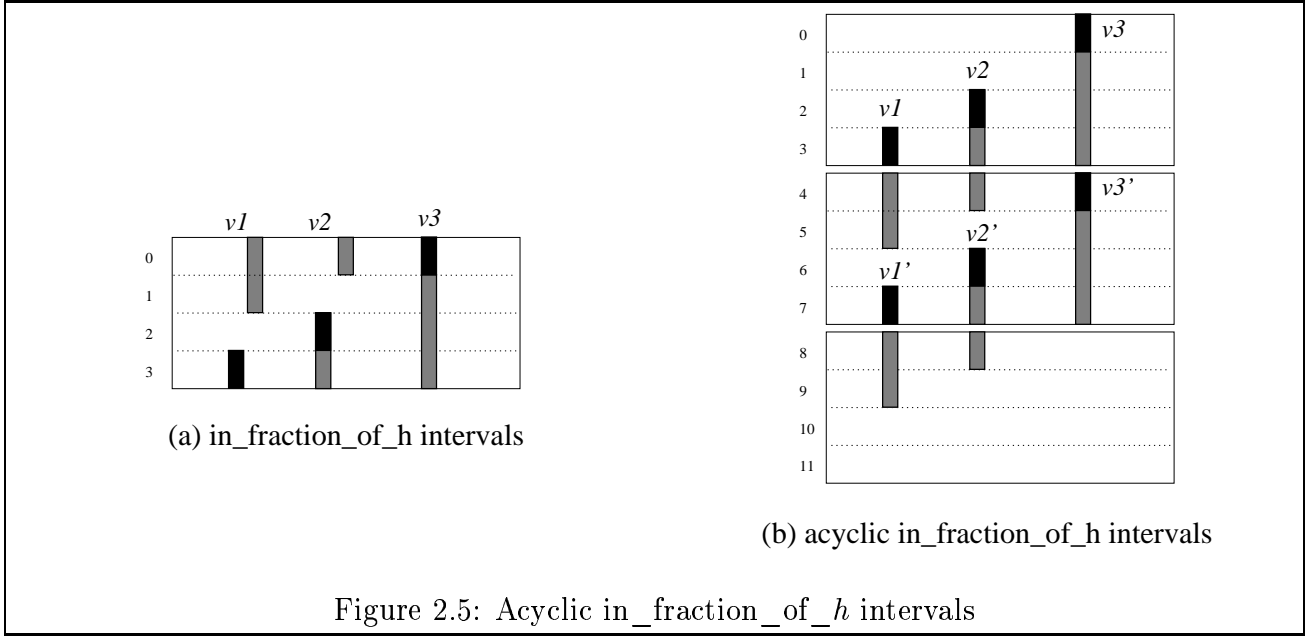 v1 v2 v3
0
1
2
3
(a) in_fraction_of_h intervals
0 v3
1 v2
2 v1
3
4 v3’
5 v2’
6 v1’
7
8
9
10
11
(b) acyclic in_fraction_of_h intervals
Figure 2.5: Acyclic in_fraction_of_h intervals